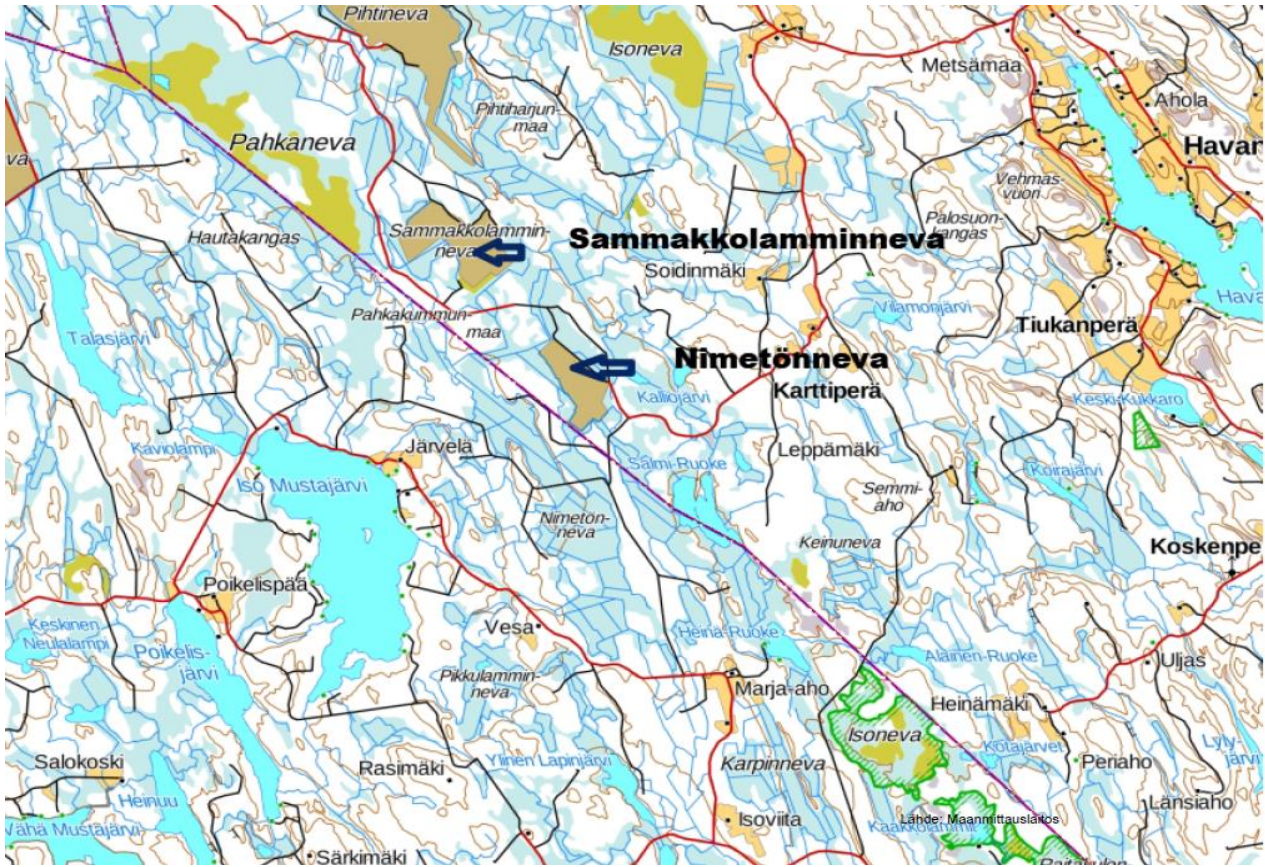 Pihtineva
Isoneva
Metsämaa
Ahola
Pihtiharjun-
maa
Pahkaneva
Havan
va
Vehmas-
vuori
Palosuon-
kangas
Hautakangas
Sammakkolammin-
neva
Sammakkolamminneva
Soidinmäki
Hava
Talasjärvi
Pahkakummun-
maa
Vilamonjärvi
Tiukanperä
Nimetönneva
Karttiperä
Kalliojärvi
Keski-Kukkaro
Kaviolampi
Järvelä
Leppämäki
Iso Mustajärvi
Salmi-Ruoke
Koirajärvi
Semmi-
aho
Nimetön-
neva
Keinuneva
Koskenpe
Poikelispää
Keskinen
Neulalampi
Vesa
Heinä-Ruoke
Poikelis-
järvi
Alainen-Ruoke
Uljas
Pikkulammin-
neva
Marja-aho
Heinämäki
Isoneva
Kotajärvet
Lyly-
järvi
Salokoski
Rasimäki
Ylinen Lapinjärvi
Karpinneva
Periaho
Heinuu
Länsiaho
Vähä Mustajärvi
Isoviita
Lähde: Maanmittauslaitos
Kaakkolammit
Särkimäki